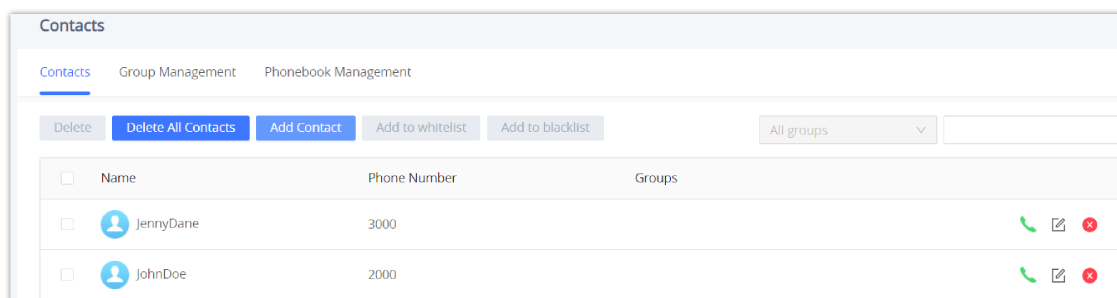 Contacts
Contacts Group Management Phonebook Management
Delete Delete All Contacts Add Contact Add to whitelist Add to blacklist All groups
Name Phone Number Groups
JennyDane 3000
JohnDoe 2000